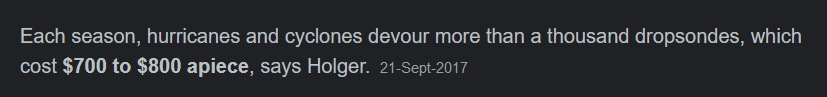 Each season, hurricanes and cyclones devour more than a thousand dropsondes, which
cost $700 to $800 apiece, says Holger. 21-Sept-2017